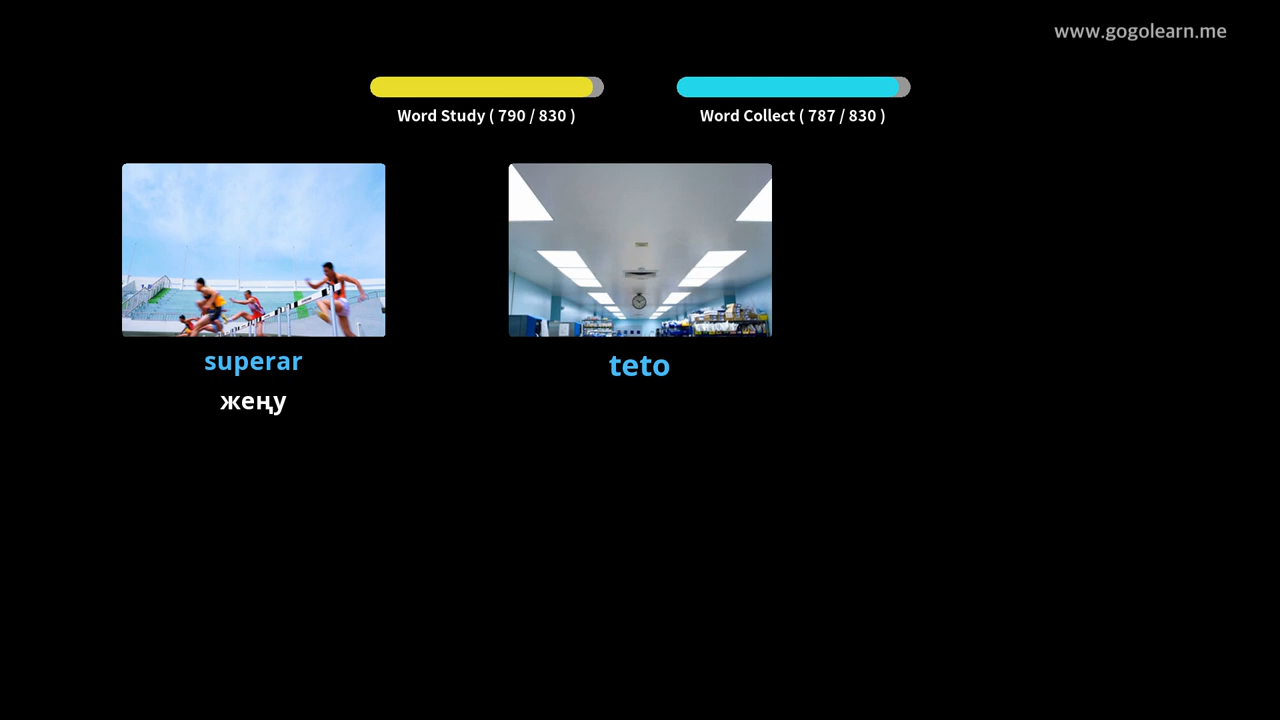 www.gogolearn.me
Word Study ( 790 / 830 )
Word Collect ( 787 / 830 )
superar
жеңу
teto